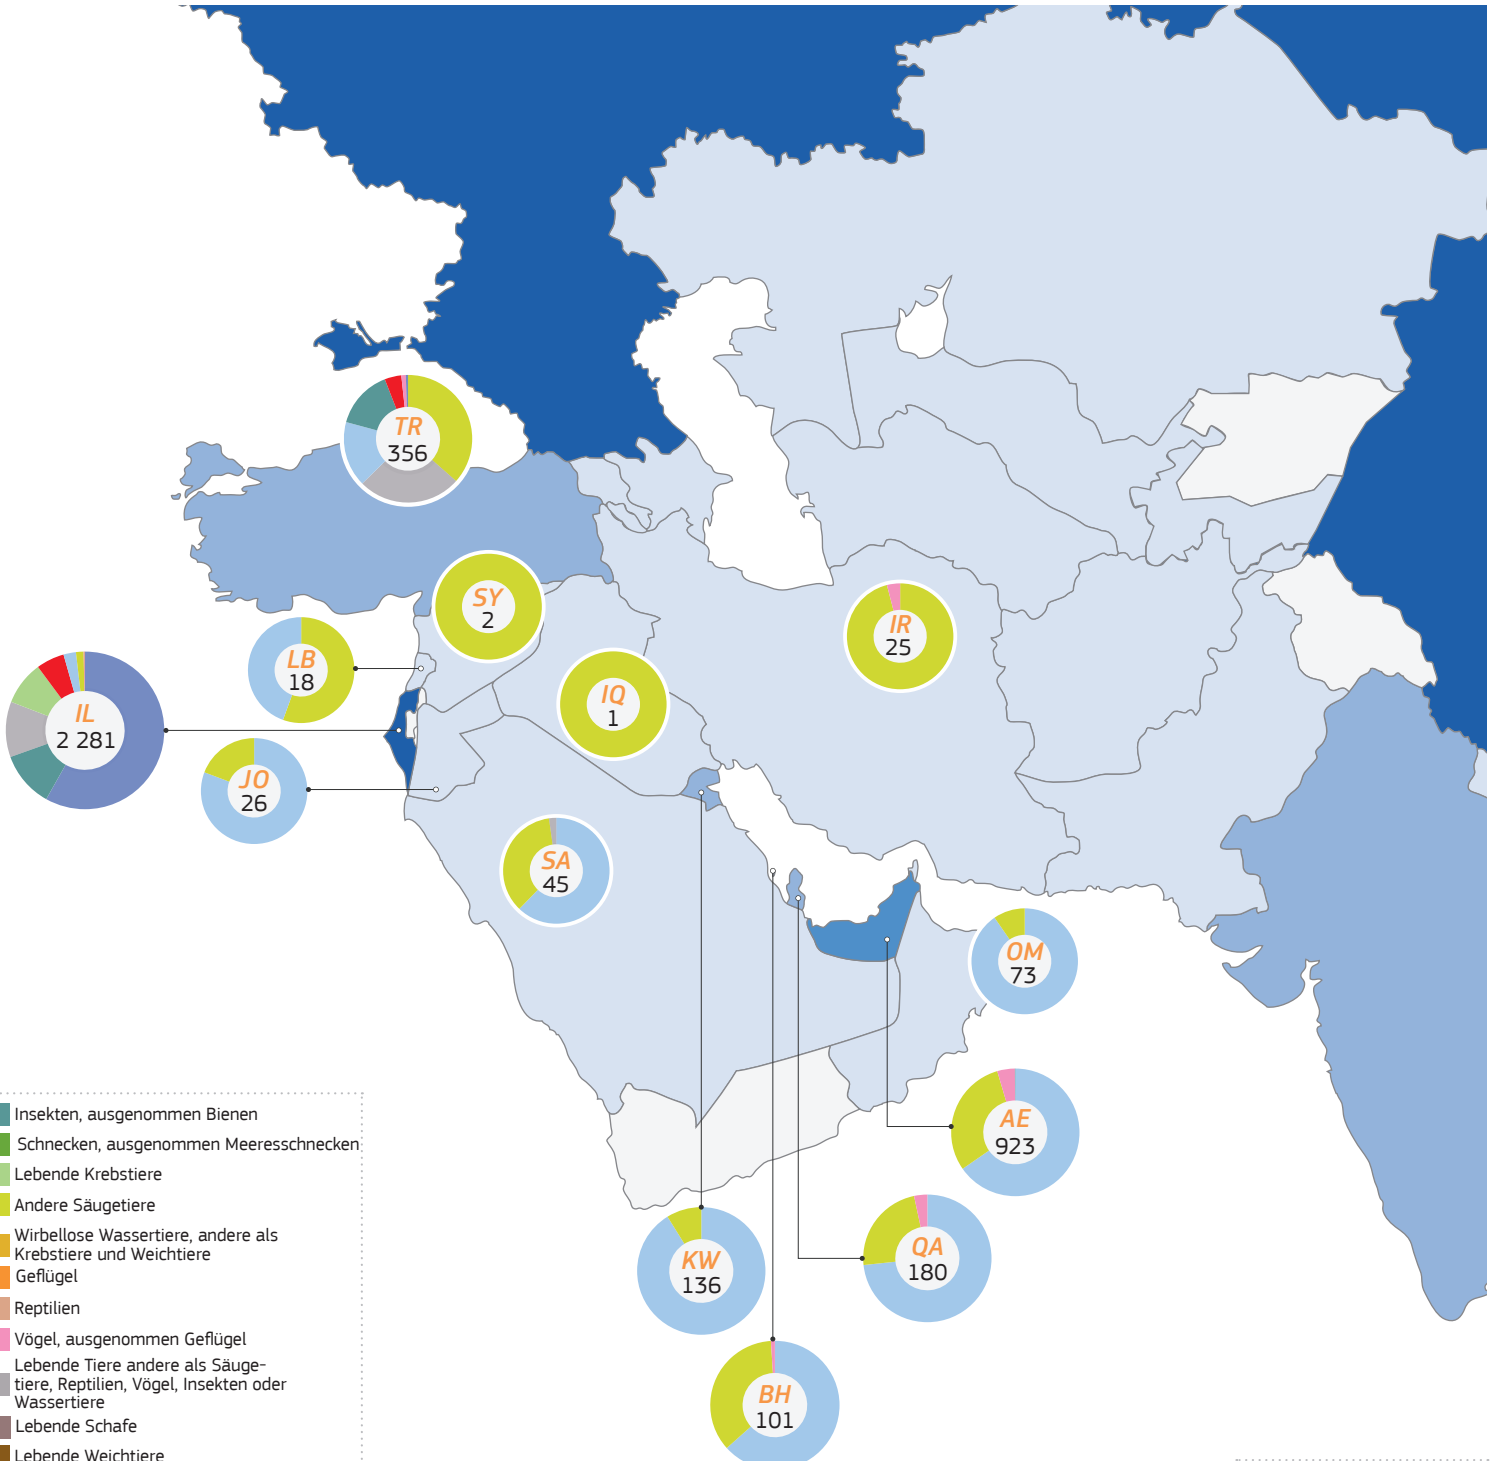 TR
356
SY
2
IR
25
LB
18
IQ
1
IL
2 281
JO
26
SA
45
OM
73
AE
923
QA
180
KW
136
BH
101
Insekten, ausgenommen Bienen
Schnecken, ausgenommen Meeresschnecken
Lebende Krebstiere
Andere Säugetiere
Wirbellose Wassertiere, andere als
Krebstiere und Weichtiere
Geflügel
Reptilien
Vögel, ausgenommen Geflügel
Lebende Tiere andere als Säuge-
tiere, Reptilien, Vögel, Insekten oder
Wassertiere
Lebende Schafe
Lebende Weichtiere